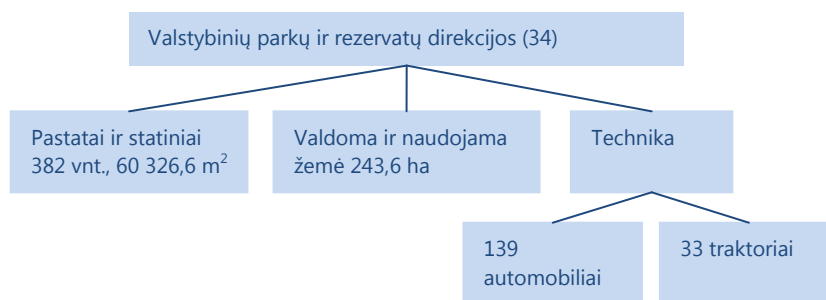 Valstybinių parkų ir rezervatų direkcijos (34)
Pastatai ir statiniai
382 vnt., 60 326,6 m²
Valdoma ir naudojama
žemė 243,6 ha
Technika
139
automobiliai
33 traktoriai